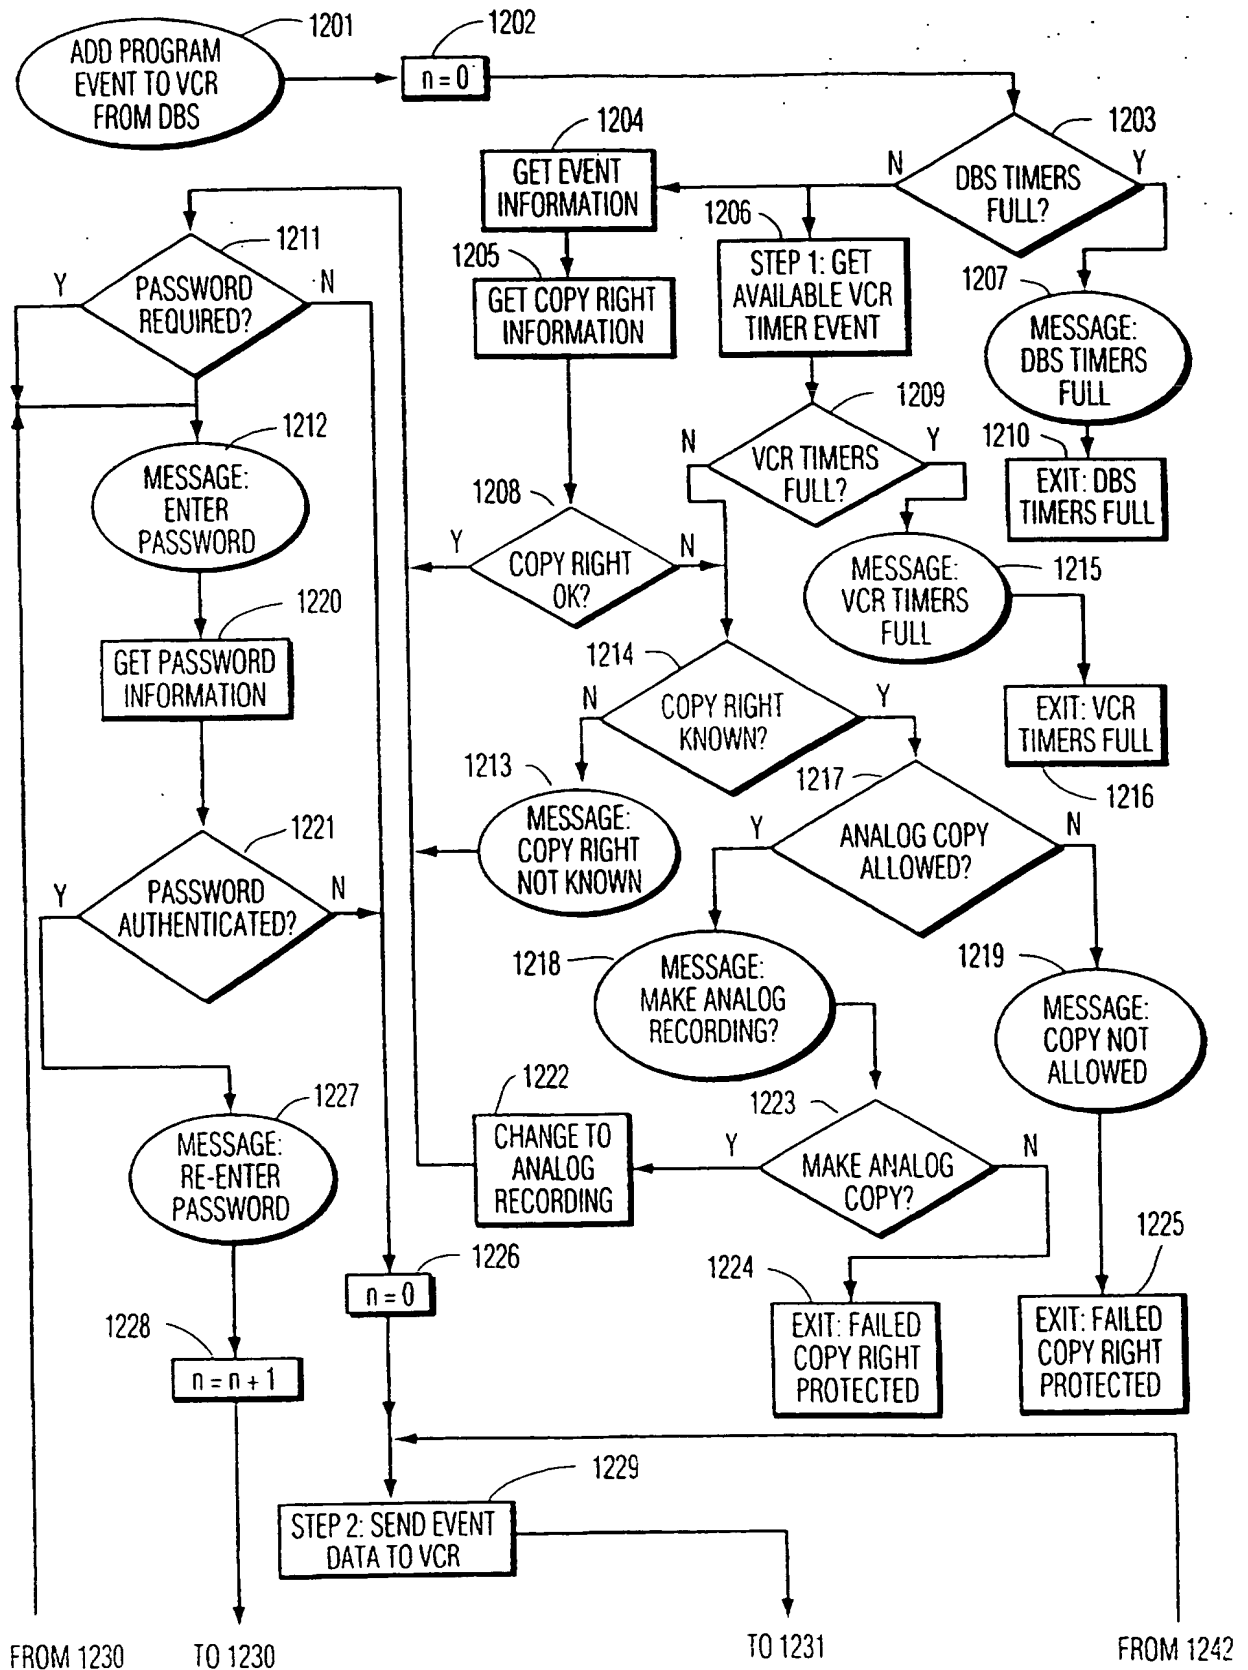 1201
ADD PROGRAM
EVENT TO VCR
FROM DBS
1202
n = 0
1203
DBS TIMERS
FULL?
N
Y
1204
GET EVENT
INFORMATION
1205
GET COPY RIGHT
INFORMATION
1206
STEP 1: GET
AVAILABLE VCR
TIMER EVENT
1207
MESSAGE:
DBS TIMERS
FULL
1210
EXIT: DBS
TIMERS FULL
1211
PASSWORD
REQUIRED?
Y
N
1209
VCR TIMERS
FULL?
N
Y
1212
MESSAGE:
ENTER
PASSWORD
1208
COPY RIGHT
OK?
Y
N
1215
MESSAGE:
VCR TIMERS
FULL
1220
GET PASSWORD
INFORMATION
1214
COPY RIGHT
KNOWN?
N
Y
EXIT: VCR
TIMERS FULL
1216
1213
MESSAGE:
COPY RIGHT
NOT KNOWN
1217
ANALOG COPY
ALLOWED?
Y
N
1221
PASSWORD
AUTHENTICATED?
Y
N
1218
MESSAGE:
MAKE ANALOG
RECORDING?
1219
MESSAGE:
COPY NOT
ALLOWED
1227
MESSAGE:
RE-ENTER
PASSWORD
1222
CHANGE TO
ANALOG
RECORDING
1223
MAKE ANALOG
COPY?
Y
N
1226
n = 0
1224
EXIT: FAILED
COPY RIGHT
PROTECTED
1225
EXIT: FAILED
COPY RIGHT
PROTECTED
1228
n = n + 1
1229
STEP 2: SEND EVENT
DATA TO VCR
FROM 1230
TO 1230
TO 1231
FROM 1242